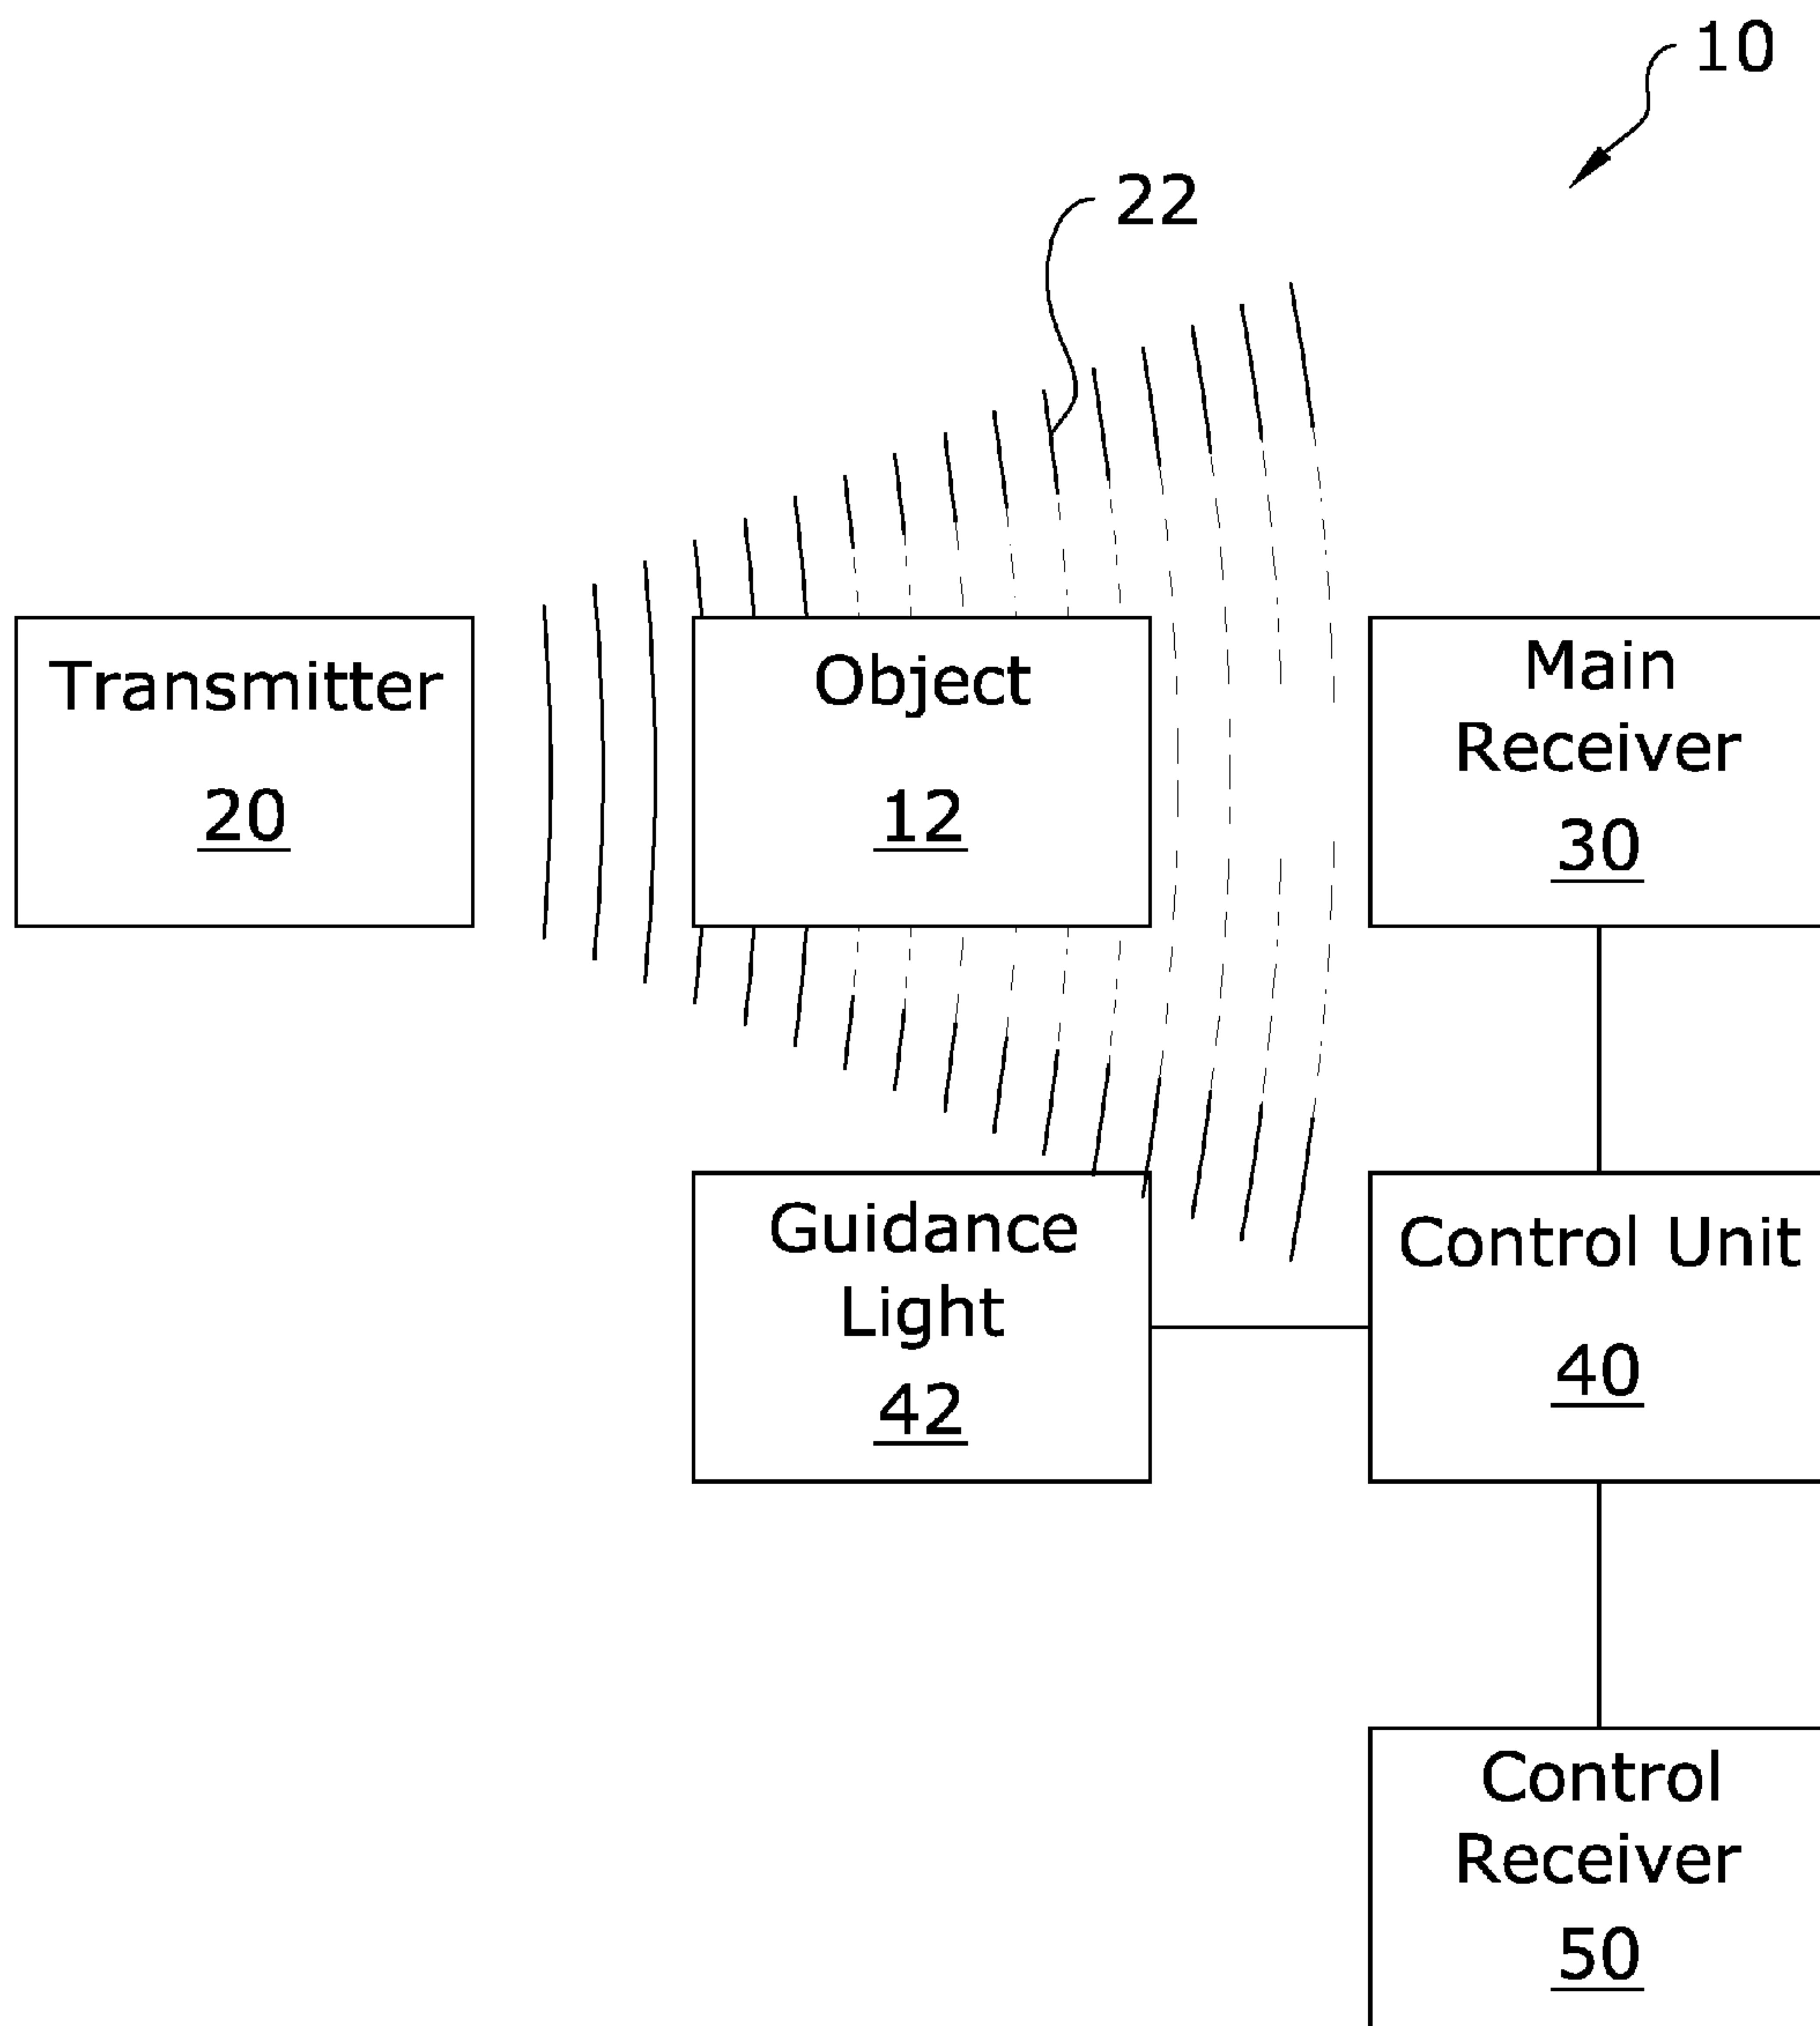 10
22
Transmitter
20
Object
12
Main
Receiver
30
Guidance
Light
42
Control Unit
40
Control
Receiver
50